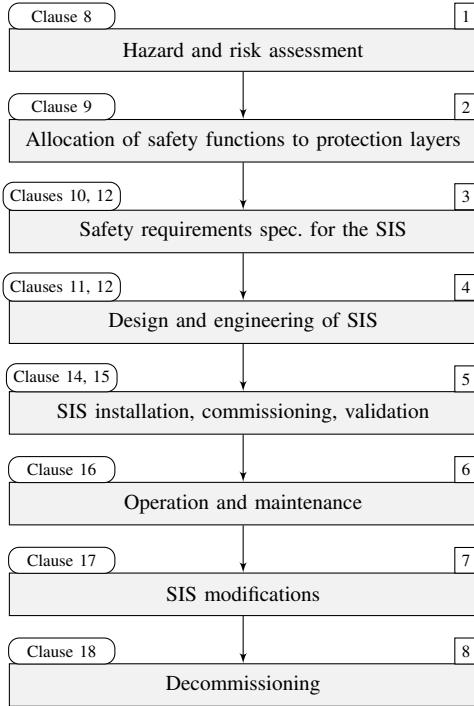 Clause 8
1
Hazard and risk assessment
Clause 9
2
Allocation of safety functions to protection layers
Clauses 10, 12
3
Safety requirements spec. for the SIS
Clauses 11, 12
4
Design and engineering of SIS
Clause 14, 15
5
SIS installation, commissioning, validation
Clause 16
6
Operation and maintenance
Clause 17
7
SIS modifications
Clause 18
8
Decommissioning